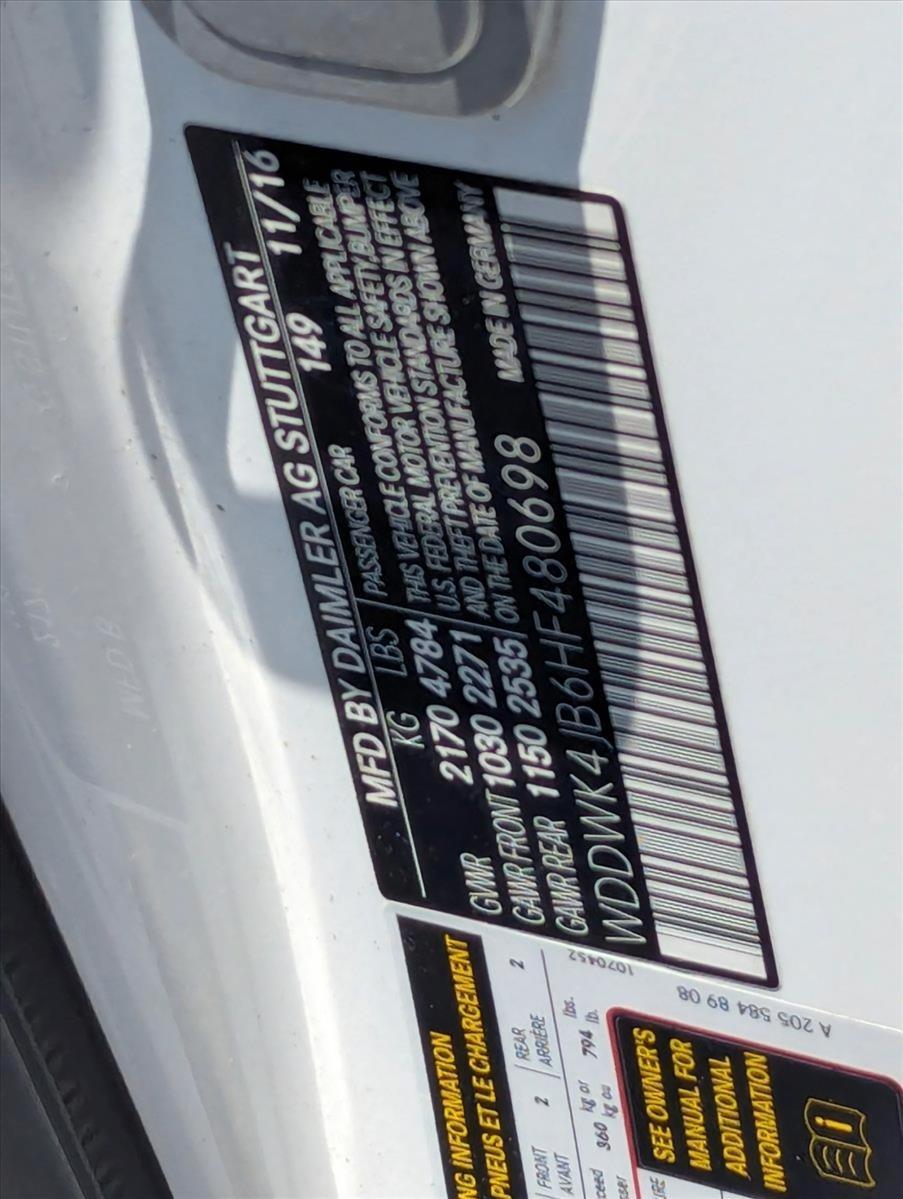 MFD BY DAIMLER AG STUTTGART
KG LBS PASSENGER CAR 149 11/16
GVWR 2170 4784
GAWR FRONT 1030 2271
GAWR REAR 1150 2535
THIS VEHICLE CONFORMS TO ALL APPLICABLE
U.S. FEDERAL MOTOR VEHICLE SAFETY, BUMPER
AND THEFT PREVENTION STANDARDS IN EFFECT
ON THE DATE OF MANUFACTURE SHOWN ABOVE
MADE IN GERMANY
WDDWK4JB6HF480698
1070452
A 205 584 89 08
INFORMATION
PNEUS ET LE CHARGEMENT
FRONT 2 REAR 2
AVANT ARRIÈRE
360 kg or 794 lbs.
kg ou lb.
SEE OWNER'S
MANUAL FOR
ADDITIONAL
INFORMATION
i